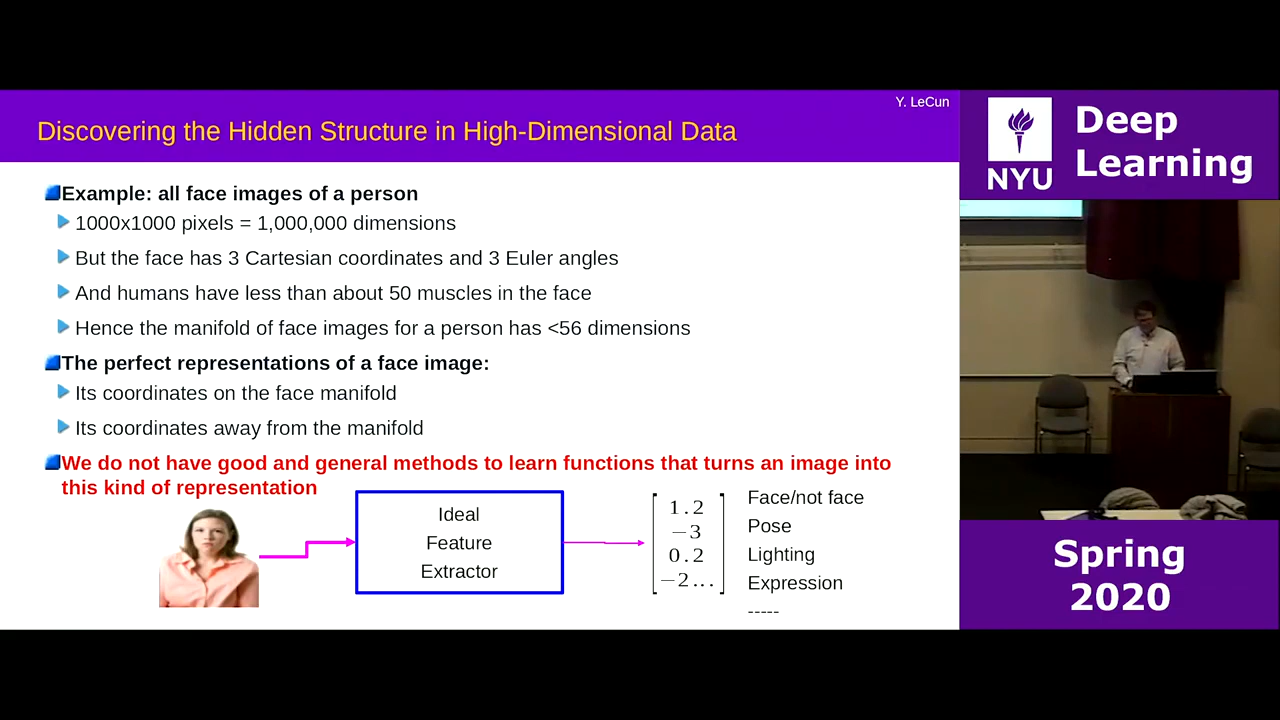 Y. LeCun
Discovering the Hidden Structure in High-Dimensional Data
Example: all face images of a person
1000x1000 pixels = 1,000,000 dimensions
But the face has 3 Cartesian coordinates and 3 Euler angles
And humans have less than about 50 muscles in the face
Hence the manifold of face images for a person has <56 dimensions
The perfect representations of a face image:
Its coordinates on the face manifold
Its coordinates away from the manifold
We do not have good and general methods to learn functions that turns an image into
this kind of representation
Ideal
Feature
Extractor
1.2
−3
0.2
−2...
Face/not face
Pose
Lighting
Expression
-----
NYU
Deep
Learning
Spring
2020